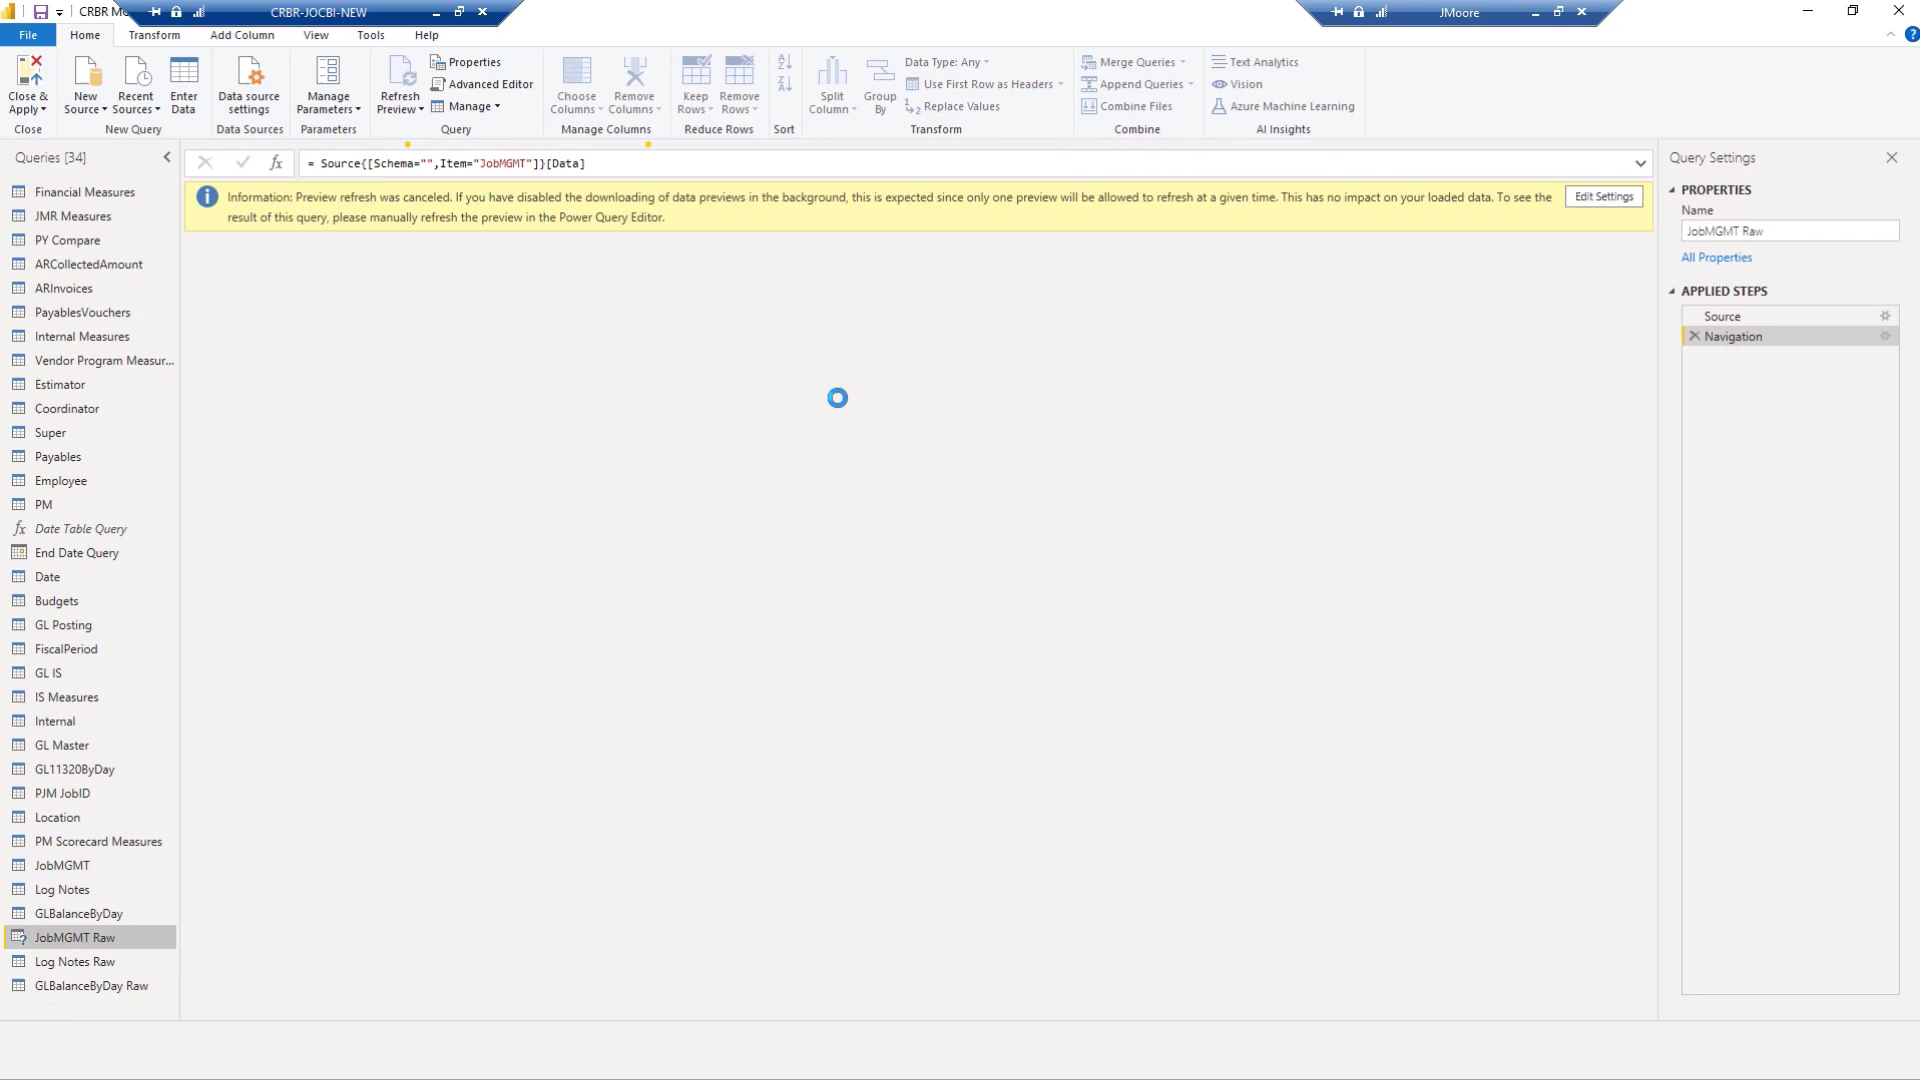 CRBR MC
CRBR-JOCBI-NEW
JMoore
File
Home
Transform
Add Column
View
Tools
Help
Close &
Apply
Close
New
Source
Recent
Sources
Enter
Data
New Query
Data source
settings
Data Sources
Manage
Parameters
Parameters
Refresh
Preview
Properties
Advanced Editor
Manage
Query
Choose
Columns
Remove
Columns
Manage Columns
Keep
Rows
Remove
Rows
Reduce Rows
Sort
Split
Column
Group
By
Data Type: Any
Use First Row as Headers
Replace Values
Transform
Merge Queries
Append Queries
Combine Files
Combine
Text Analytics
Vision
Azure Machine Learning
AI Insights
Queries [34]
Financial Measures
JMR Measures
PY Compare
ARCollectedAmount
ARInvoices
PayablesVouchers
Internal Measures
Vendor Program Measur...
Estimator
Coordinator
Super
Payables
Employee
PM
Date Table Query
End Date Query
Date
Budgets
GL Posting
FiscalPeriod
GL IS
IS Measures
Internal
GL Master
GL11320ByDay
PJM JobID
Location
PM Scorecard Measures
JobMGMT
Log Notes
GLBalanceByDay
JobMGMT Raw
Log Notes Raw
GLBalanceByDay Raw
fx
= Source{[Schema="",Item="JobMGMT"]}[Data]
Information: Preview refresh was canceled. If you have disabled the downloading of data previews in the background, this is expected since only one preview will be allowed to refresh at a given time. This has no impact on your loaded data. To see the
result of this query, please manually refresh the preview in the Power Query Editor.
Edit Settings
Query Settings
PROPERTIES
Name
JobMGMT Raw
All Properties
APPLIED STEPS
Source
Navigation